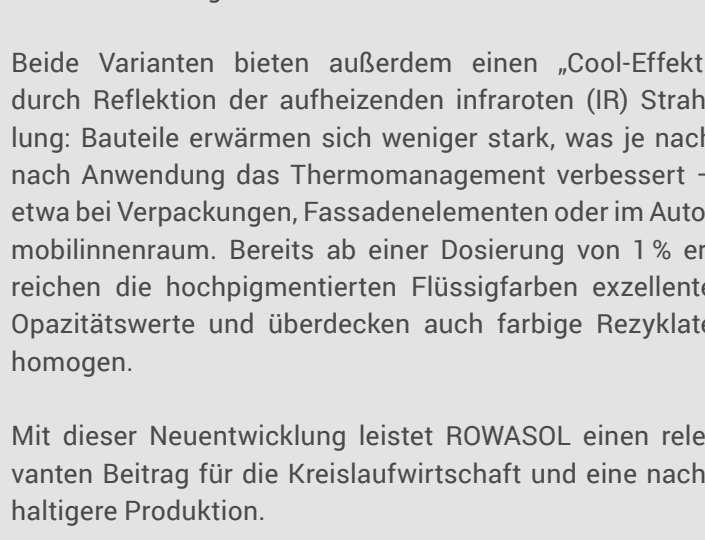 Beide Varianten bieten außerdem einen „Cool-Effekt
durch Reflektion der aufheizenden infraroten (IR) Strah
lung: Bauteile erwärmen sich weniger stark, was je nach
nach Anwendung das Thermomanagement verbessert -
etwa bei Verpackungen, Fassadenelementen oder im Auto
mobilinnenraum. Bereits ab einer Dosierung von 1 % er
reichen die hochpigmentierten Flüssigfarben exzellente
Opazitätswerte und überdecken auch farbige Rezyklate
homogen.
Mit dieser Neuentwicklung leistet ROWASOL einen rele
vanten Beitrag für die Kreislaufwirtschaft und eine nach
haltigere Produktion.